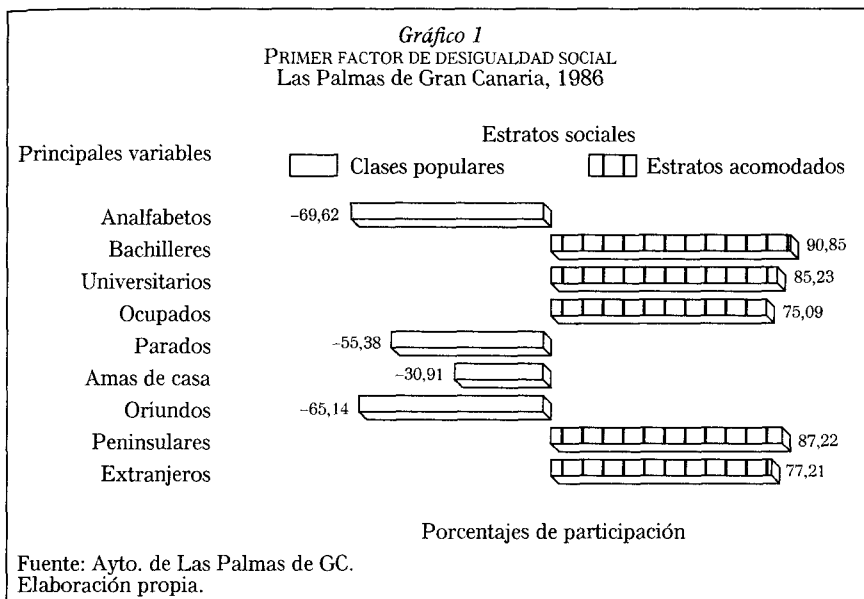 Gráfico 1
PRIMER FACTOR DE DESIGUALDAD SOCIAL
Las Palmas de Gran Canaria, 1986
Estratos sociales
Principales variables
Clases populares
Estratos acomodados
Analfabetos -69,62
Bachilleres 90,85
Universitarios 85,23
Ocupados 75,09
Parados -55,38
Amas de casa -30,91
Oriundos -65,14
Peninsulares 87,22
Extranjeros 77,21
Porcentajes de participación
Fuente: Ayto. de Las Palmas de GC.
Elaboración propia.